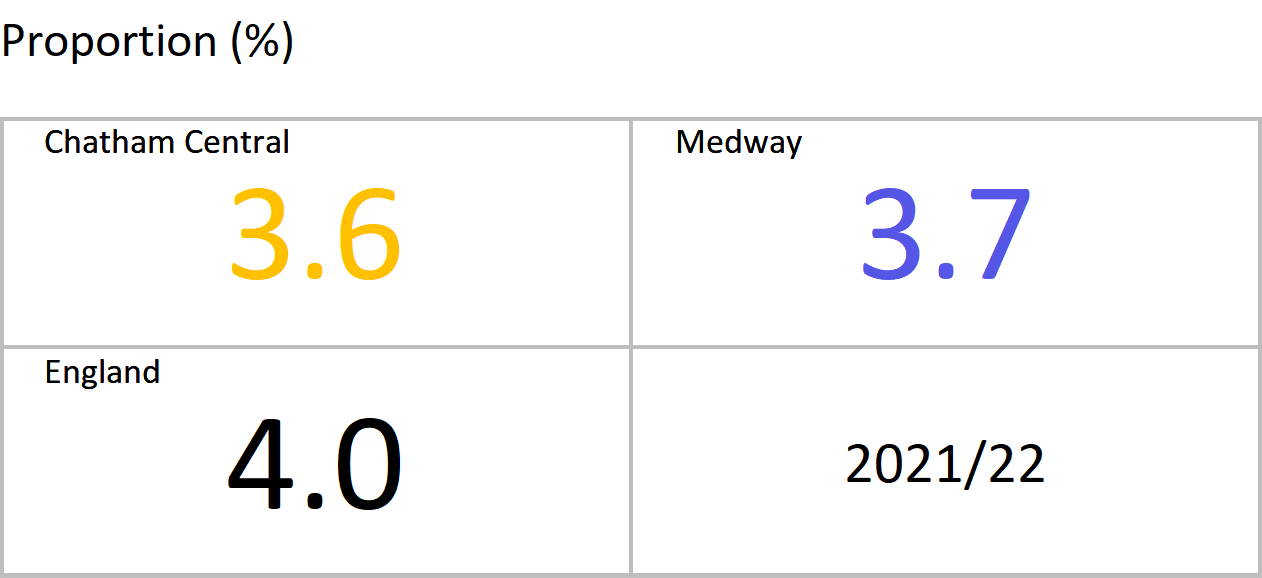 Proportion (%)
Chatham Central
3.6
Medway
3.7
England
4.0
2021/22